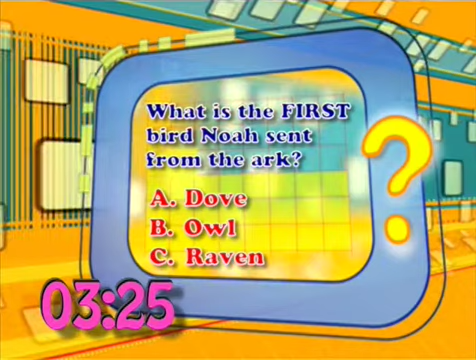 What is the FIRST
bird Noah sent
from the ark?
A. Dove
B. Owl
C. Raven
?
03:25